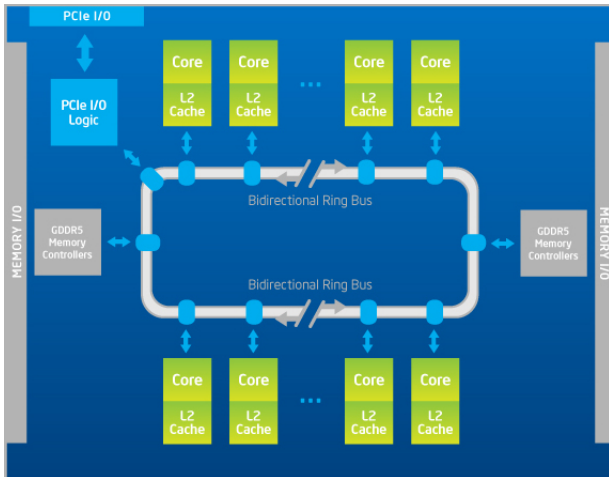 PCIe I/O
PCIe I/O
Logic
Core
L2
Cache
Core
L2
Cache
...
Core
L2
Cache
Core
L2
Cache
Bidirectional Ring Bus
MEMORY I/O
GDDR5
Memory
Controllers
GDDR5
Memory
Controllers
MEMORY I/O
Bidirectional Ring Bus
Core
L2
Cache
Core
L2
Cache
...
Core
L2
Cache
Core
L2
Cache